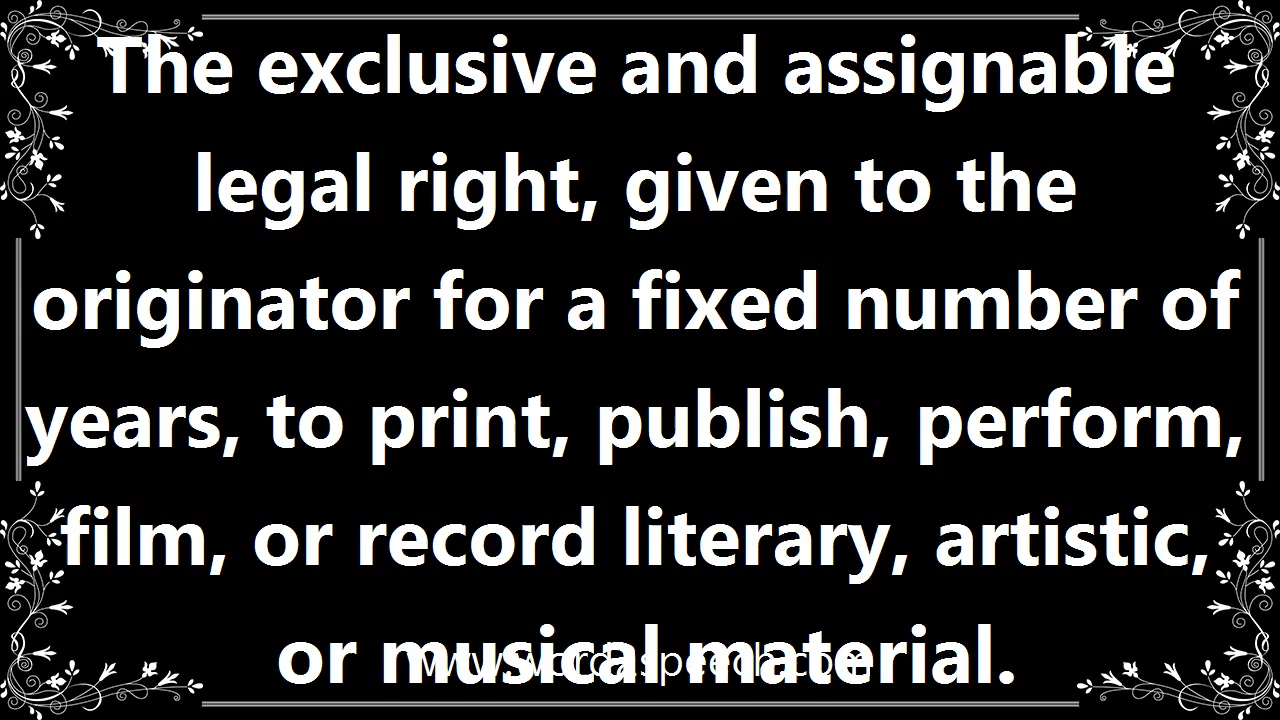 The exclusive and assignable
legal right, given to the
originator for a fixed number of
years, to print, publish, perform,
film, or record literary, artistic,
or musical material.